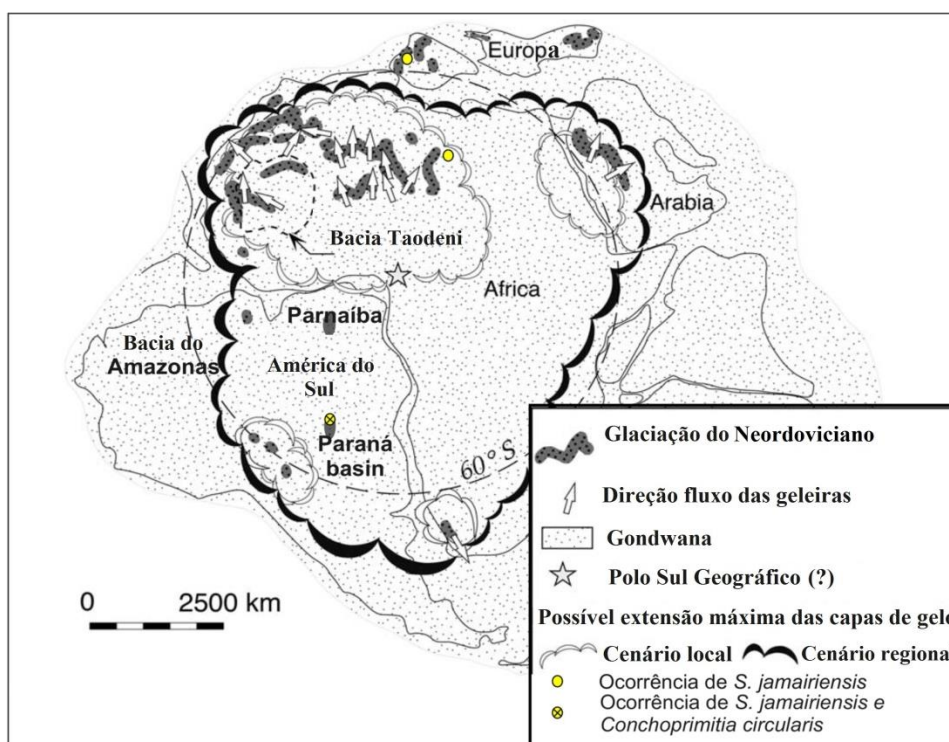 Europa
Arabia
Bacia Taodeni
Africa
Parnaíba
Bacia do
Amazonas
América do
Sul
Paraná
basin
60° S
0 2500 km
Glaciação do Neordoviciano
Direção fluxo das geleiras
Gondwana
Polo Sul Geográfico (?)
Possível extensão máxima das capas de gelo
Cenário local Cenário regiona
Ocorrência de S. jamairiensis
Ocorrência de S. jamairiensis e
Conchoprimitia circularis